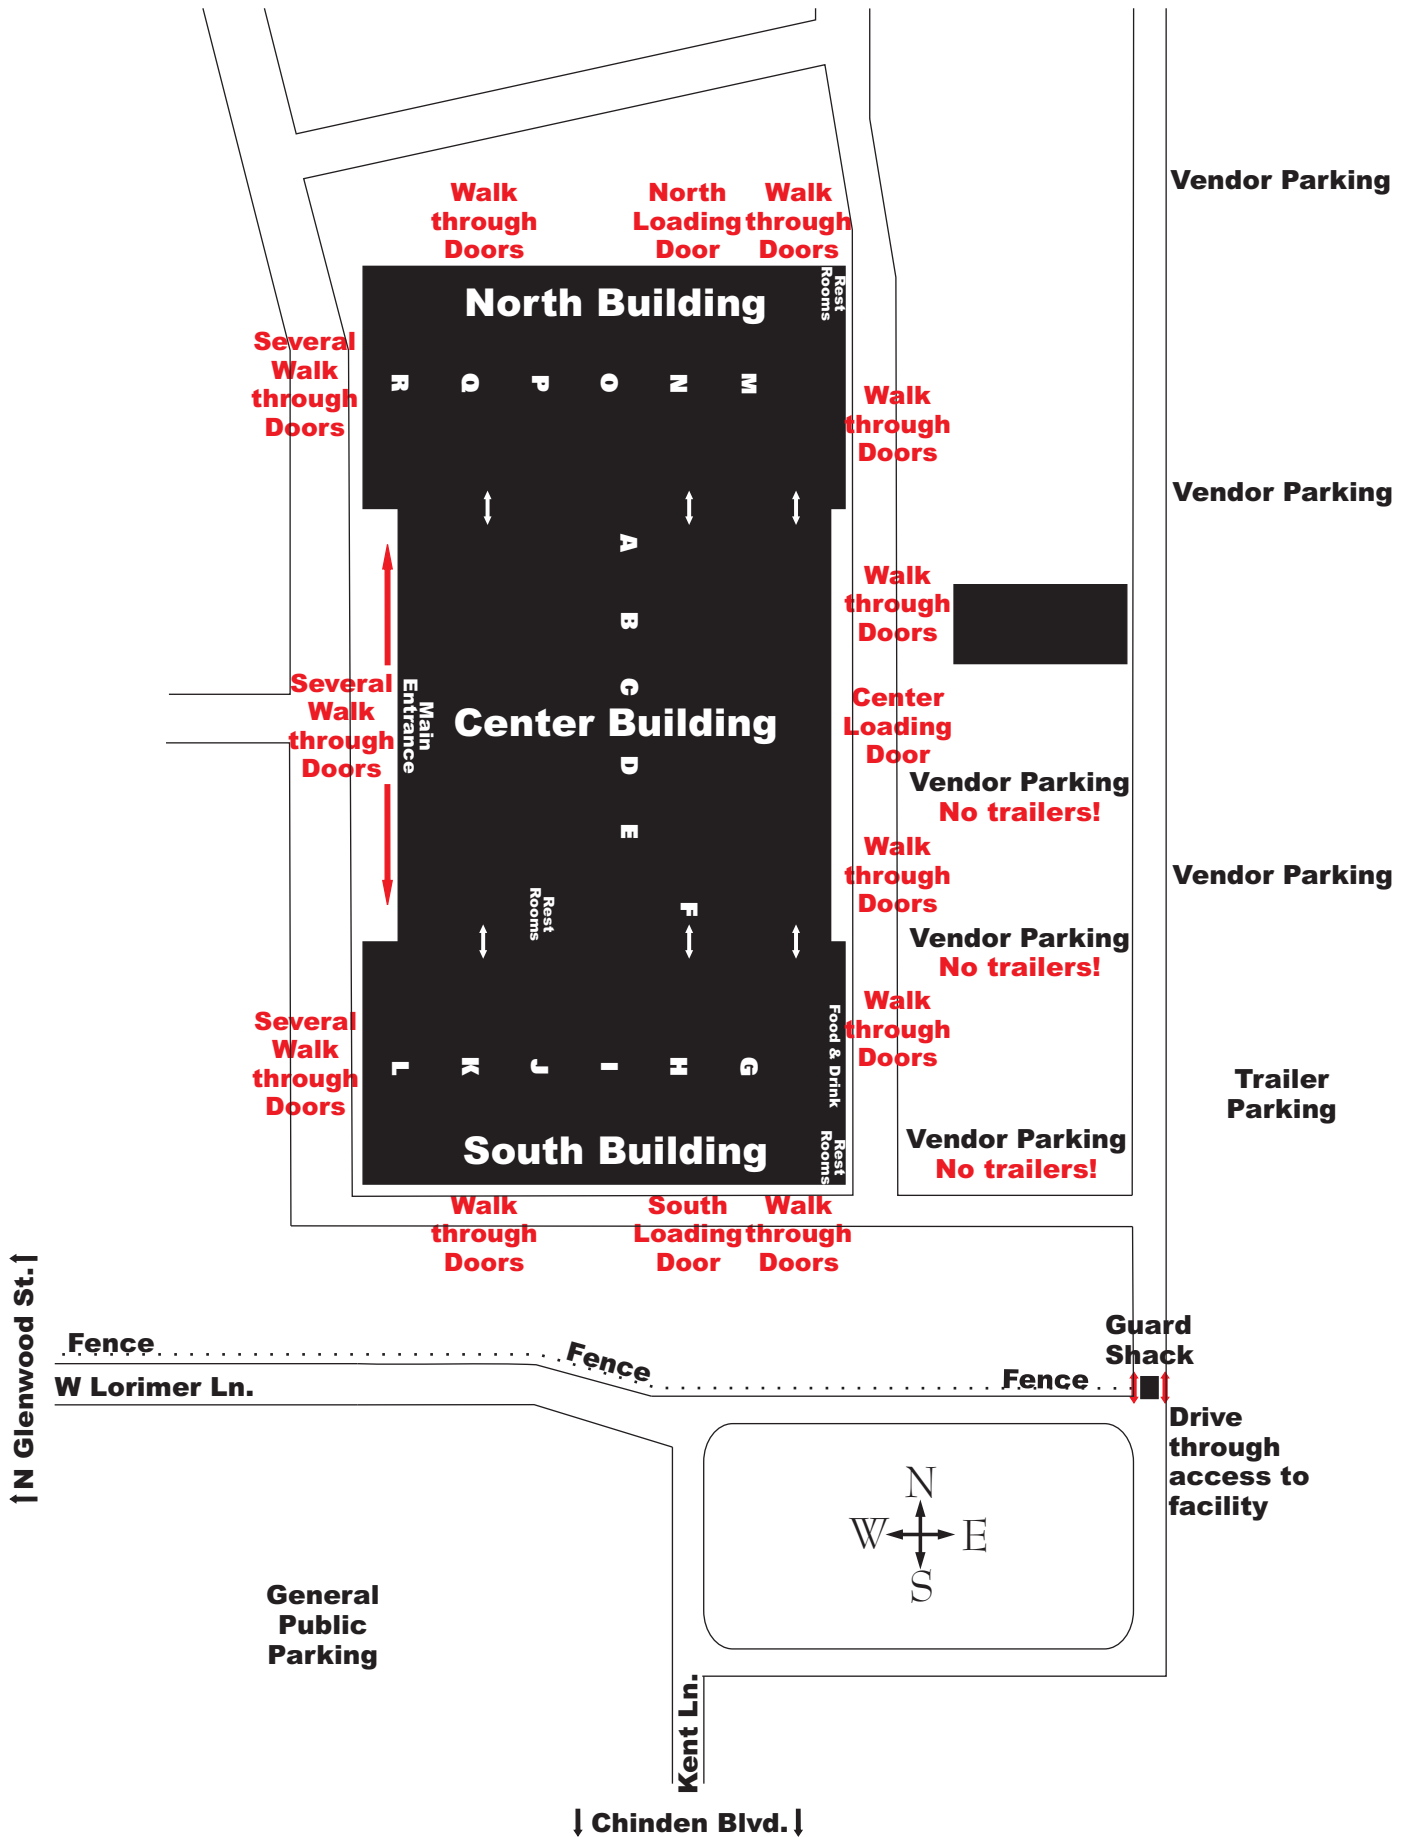 Vendor Parking
Walk
through
Doors
North
Loading
Door
Walk
through
Doors
North Building
Rest
Rooms
Several
Walk
through
Doors
R Q P O N M
Walk
through
Doors
Vendor Parking
A
B
C
D
E
F
Walk
through
Doors
Several
Walk
through
Doors
Main
Entrance
Center Building
Center
Loading
Door
Vendor Parking
No trailers!
Walk
through
Doors
Vendor Parking
Rest
Rooms
Vendor Parking
No trailers!
Several
Walk
through
Doors
L K J I H G
Food & Drink
Walk
through
Doors
Trailer
Parking
South Building
Rest
Rooms
Vendor Parking
No trailers!
Walk
through
Doors
South
Loading
Door
Walk
through
Doors
N Glenwood St.
Fence
Fence
Fence
Guard
Shack
W Lorimer Ln.
Drive
through
access to
facility
N
W E
S
General
Public
Parking
Kent Ln.
Chinden Blvd.